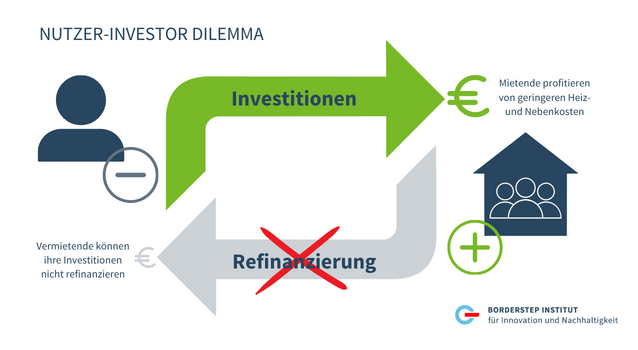 NUTZER-INVESTOR DILEMMA
Investitionen
€
Mietende profitieren
von geringeren Heiz-
und Nebenkosten
Vermietende können
ihre Investitionen
nicht refinanzieren
€
Refinanzierung
BORDERSTEP INSTITUT
für Innovation und Nachhaltigkeit